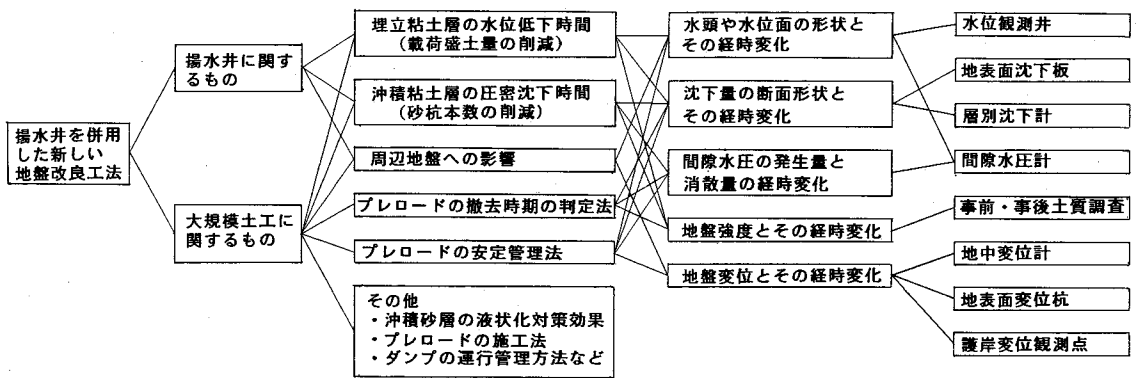 揚水井を併用
した新しい
地盤改良工法
揚水井に関す
るもの
大規模土工に
関するもの
埋立粘土層の水位低下時間
(載荷盛土量の削減)
沖積粘土層の圧密沈下時間
(砂杭本数の削減)
周辺地盤への影響
プレロードの撤去時期の判定法
プレロードの安定管理法
その他
・沖積砂層の液状化対策効果
・プレロードの施工法
・ダンプの運行管理方法など
水頭や水位面の形状と
その経時変化
沈下量の断面形状と
その経時変化
間隙水圧の発生量と
消散量の経時変化
地盤強度とその経時変化
地盤変位とその経時変化
水位観測井
地表面沈下板
層別沈下計
間隙水圧計
事前・事後土質調査
地中変位計
地表面変位杭
護岸変位観測点